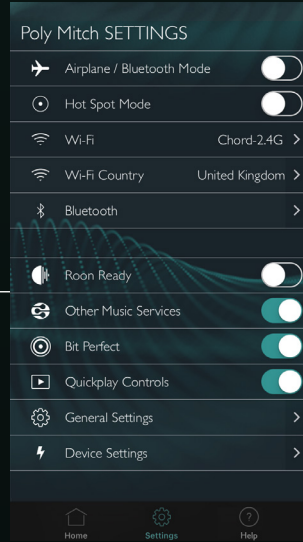 Poly Mitch SETTINGS
Airplane / Bluetooth Mode
Hot Spot Mode
Wi-Fi Chord-2.4G >
Wi-Fi Country United Kingdom >
Bluetooth >
Roon Ready
Other Music Services
Bit Perfect
Quickplay Controls
General Settings >
Device Settings >
Home Settings ? Help